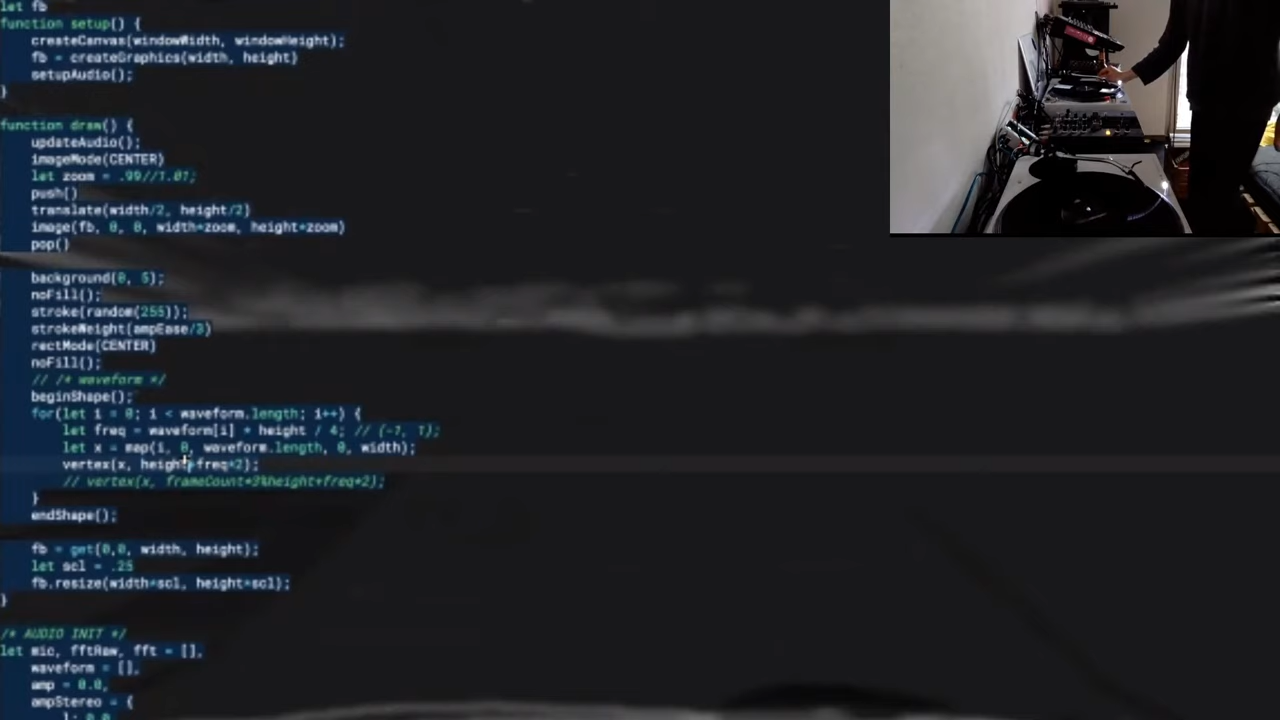 let fb
function setup() {
createCanvas(windowWidth, windowHeight);
fb = createGraphics(width, height)
setupAudio();
}
function draw() {
updateAudio();
imageMode(CENTER)
let zoom = .99//1.01;
push()
translate(width/2, height/2)
image(fb, 0, 0, width*zoom, height*zoom)
pop()
background(0, 5);
noFill();
stroke(random(255));
strokeWeight(ampEase/3)
rectMode(CENTER)
noFill();
// /* waveform */
beginShape();
for(let i = 0; i < waveform.length; i++) {
let freq = waveform[i] * height / 4; // (-1, 1);
let x = map(i, 0, waveform.length, 0, width);
vertex(x, height+freq*2);
// vertex(x, frameCount*3%height+freq*2);
}
endShape();
fb = get(0,0, width, height);
let scl = .25
fb.resize(width*scl, height*scl);
}
/* AUDIO INIT */
let mic, fftRaw, fft = [],
waveform = [],
amp = 0.0,
ampStereo = {
l: 0.0